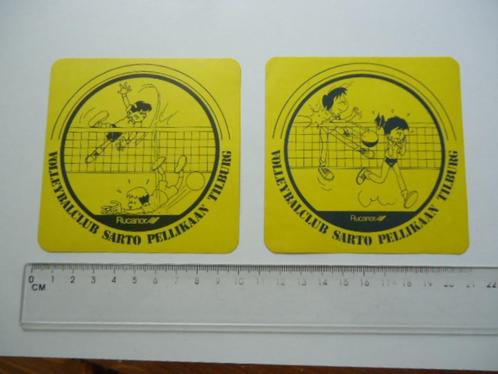 Rucanor
VOLLEYBALCLUB SARTO PELLIKAAN TILBURG
Rucanor
VOLLEYBALCLUB SARTO PELLIKAAN TILBURG
0 1 2 3 4 5 6 7 8 9 10 11 12 13 14 15 16 17 18 19 20 21 22
CM